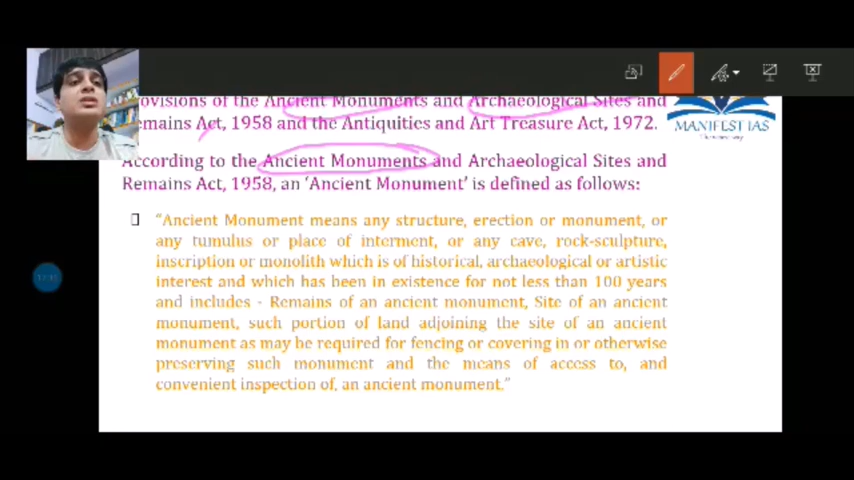 Provisions of the Ancient Monuments and Archaeological Sites and
Remains Act, 1958 and the Antiquities and Art Treasure Act, 1972.
MANIFEST IAS
According to the Ancient Monuments and Archaeological Sites and
Remains Act, 1958, an ‘Ancient Monument’ is defined as follows:
“Ancient Monument means any structure, erection or monument, or
any tumulus or place of interment, or any cave, rock-sculpture,
inscription or monolith which is of historical, archaeological or artistic
interest and which has been in existence for not less than 100 years
and includes - Remains of an ancient monument, Site of an ancient
monument, such portion of land adjoining the site of an ancient
monument as may be required for fencing or covering in or otherwise
preserving such monument and the means of access to, and
convenient inspection of, an ancient monument.”